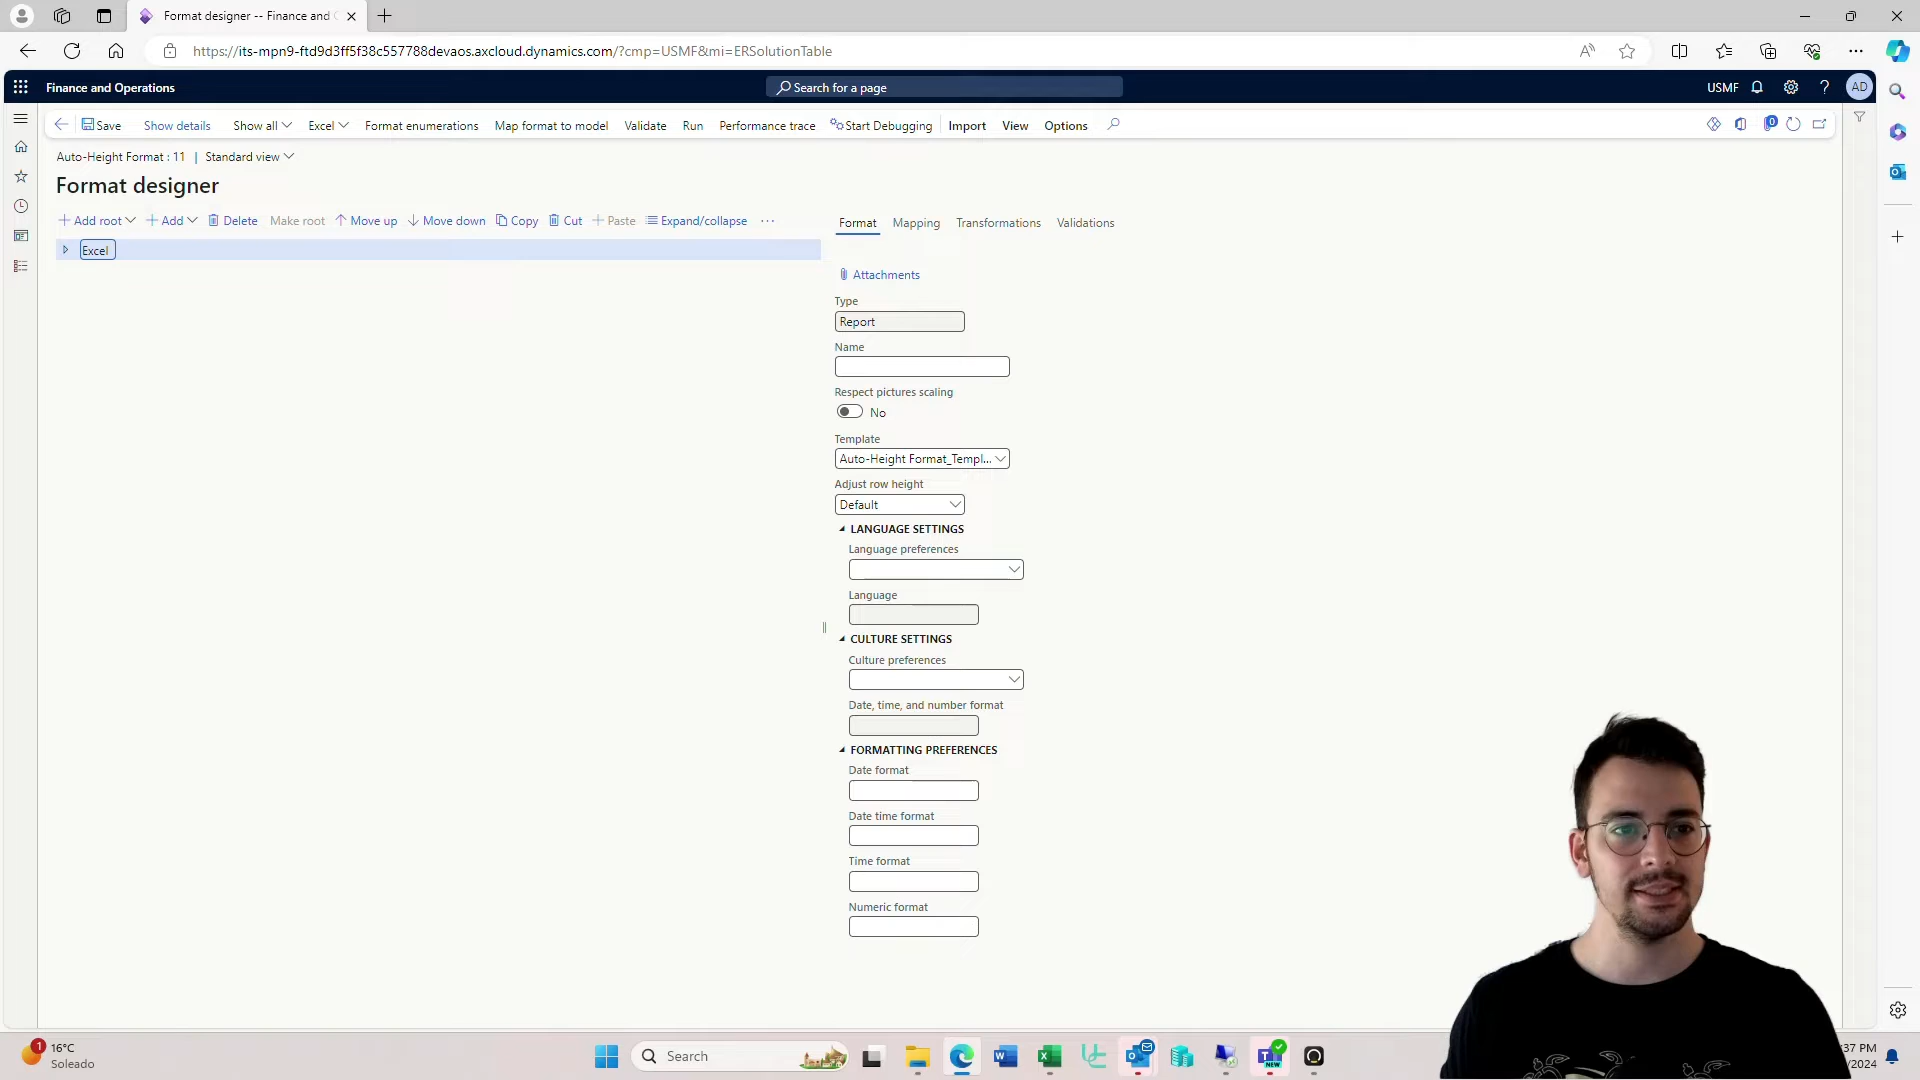 Format designer -- Finance and
https://its-mpn9-ftd9d3ff5f38c557788devaos.axcloud.dynamics.com/?cmp=USMF&mi=ERSolutionTable
Finance and Operations
Search for a page
USMF
?
AD
Save
Show details
Show all
Excel
Format enumerations
Map format to model
Validate
Run
Performance trace
Start Debugging
Import
View
Options
0
Auto-Height Format : 11 | Standard view
Format designer
Add root
Add
Delete
Make root
Move up
Move down
Copy
Cut
Paste
Expand/collapse
Format
Mapping
Transformations
Validations
Excel
Attachments
Type
Report
Name
Respect pictures scaling
No
Template
Auto-Height Format_Templ...
Adjust row height
Default
LANGUAGE SETTINGS
Language preferences
Language
CULTURE SETTINGS
Culture preferences
Date, time, and number format
FORMATTING PREFERENCES
Date format
Date time format
Time format
Numeric format
1
16°C
Soleado
Search
NEW
:37 PM
/2024